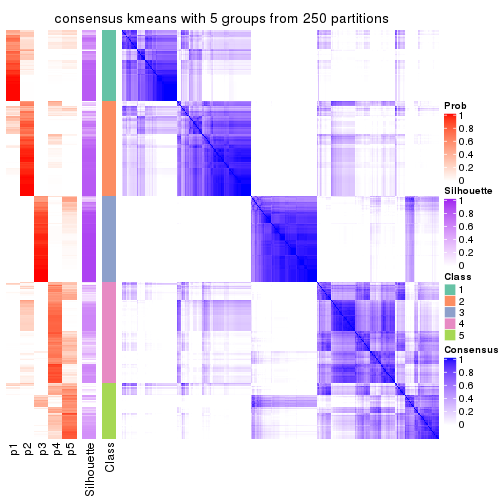 consensus kmeans with 5 groups from 250 partitions
Prob
1
0.8
0.6
0.4
0.2
0
Silhouette
1
0.8
0.6
0.4
0.2
0
Class
1
2
3
4
5
Consensus
1
0.8
0.6
0.4
0.2
0
p1
p2
p3
p4
p5
Silhouette
Class